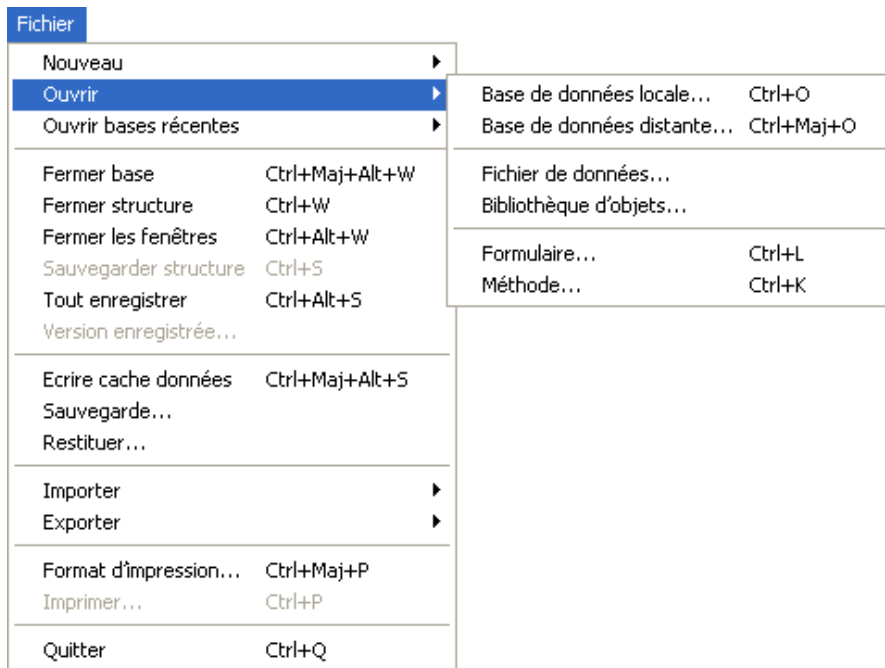 Fichier
Nouveau
Ouvrir
Ouvrir bases récentes
Fermer base Ctrl+Maj+Alt+W
Fermer structure Ctrl+W
Fermer les fenêtres Ctrl+Alt+W
Sauvegarder structure Ctrl+S
Tout enregistrer Ctrl+Alt+S
Version enregistrée...
Ecrire cache données Ctrl+Maj+Alt+S
Sauvegarde...
Restituer...
Importer
Exporter
Format d'impression... Ctrl+Maj+P
Imprimer... Ctrl+P
Quitter Ctrl+Q
Base de données locale... Ctrl+O
Base de données distante... Ctrl+Maj+O
Fichier de données...
Bibliothèque d'objets...
Formulaire... Ctrl+L
Méthode... Ctrl+K